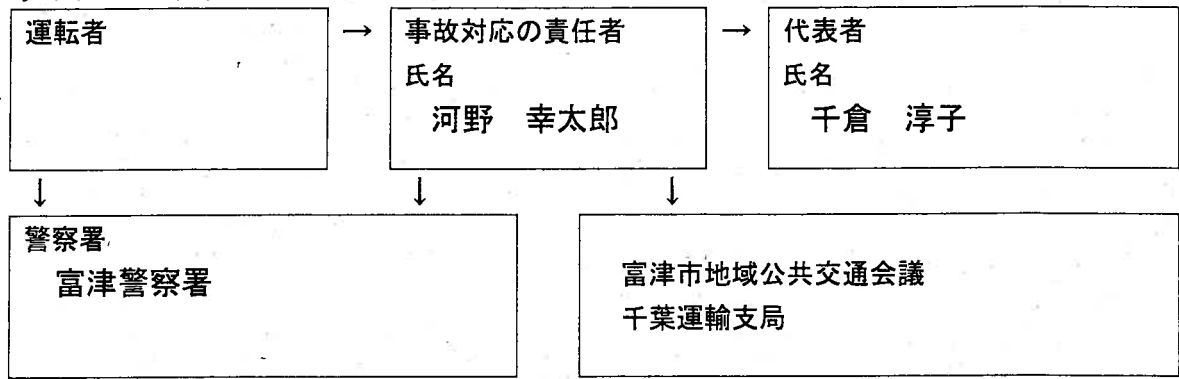 運転者
→
事故対応の責任者
氏名
河野 幸太郎
→
代表者
氏名
千倉 淳子
↓
↓
↓
警察署
富津警察署
富津市地域公共交通会議
千葉運輸支局